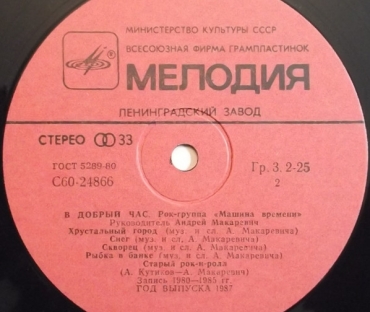 МИНИСТЕРСТВО КУЛЬТУРЫ СССР
ВСЕСОЮЗНАЯ ФИРМА ГРАМПЛАСТИНОК
МЕЛОДИЯ
ЛЕНИНГРАДСКИЙ ЗАВОД
СТЕРЕО 33
ГОСТ 5289-80
С60-24866
Гр. 3. 2-25
2
В ДОБРЫЙ ЧАС. Рок-группа «Машина времени»
Руководитель Андрей Макаревич
Хрустальный город (муз. и сл. А. Макаревича)
Снег (муз. и сл. А. Макаревича)
Скворец (муз. и сл. А. Макаревича)
Рыбка в банке (муз. и сл. А. Макаревича)
Старый рок-н-ролл
(А. Кутиков—А. Макаревич)
Запись 1980—1985 гг.
ГОД ВЫПУСКА 1987